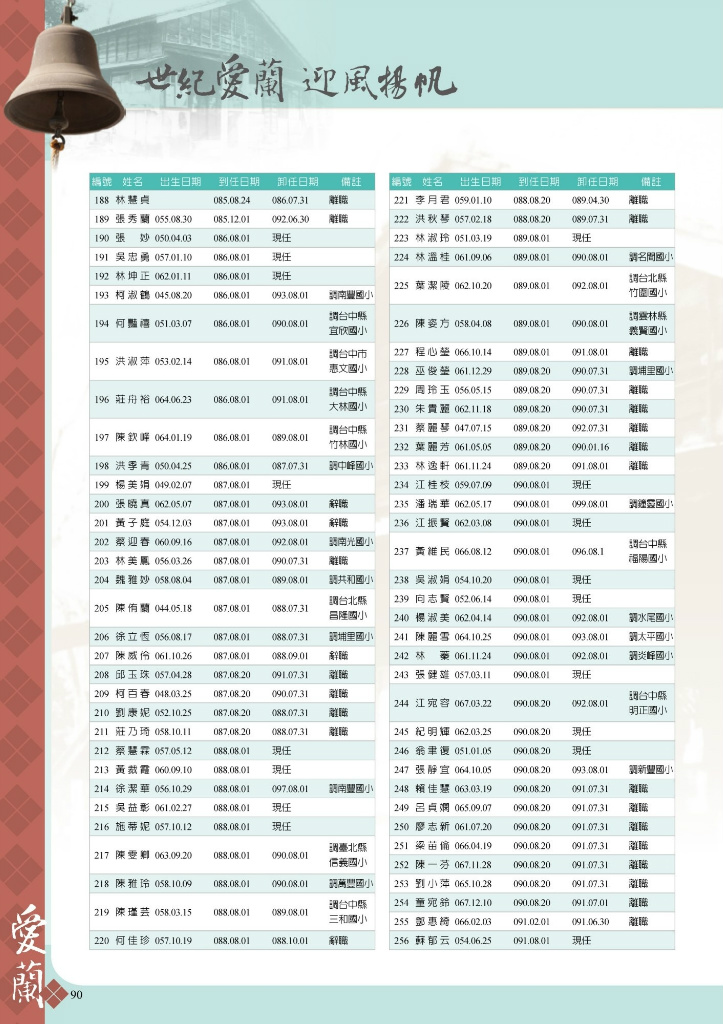 世紀愛蘭 迎風揚帆
編號 姓名 出生日期 到任日期 卸任日期 備註
188 林慧貞 085.08.24 086.07.31 離職
189 張秀蘭 055.08.30 085.12.01 092.06.30 離職
190 張 妙 050.04.03 086.08.01 現任
191 吳忠勇 057.01.10 086.08.01 現任
192 林坤正 062.01.11 086.08.01 現任
193 柯淑鶴 045.08.20 086.08.01 093.08.01 調南豐國小
194 何豔禧 051.03.07 086.08.01 090.08.01 調台中縣
宜欣國小
195 洪淑萍 053.02.14 086.08.01 091.08.01 調台中市
惠文國小
196 莊舟裕 064.06.23 086.08.01 091.08.01 調台中縣
大林國小
197 陳欽峰 064.01.19 086.08.01 089.08.01 調台中縣
竹林國小
198 洪季青 050.04.25 086.08.01 087.07.31 調中峰國小
199 楊美娟 049.02.07 087.08.01 現任
200 張曉真 062.05.07 087.08.01 093.08.01 辭職
201 黃子庭 054.12.03 087.08.01 093.08.01 辭職
202 蔡迎春 060.09.16 087.08.01 092.08.01 調南光國小
203 林美鳳 056.03.26 087.08.01 090.07.31 離職
204 魏雅妙 058.08.04 087.08.01 089.08.01 調共和國小
205 陳侑蘭 044.05.18 087.08.01 088.07.31 調台北縣
昌隆國小
206 徐立恆 056.08.17 087.08.01 088.07.31 調埔里國小
207 陳威伶 061.10.26 087.08.01 088.09.01 辭職
208 邱玉珠 057.04.28 087.08.20 091.07.31 離職
209 柯百春 048.03.25 087.08.20 090.07.31 離職
210 劉康妮 052.10.25 087.08.20 088.07.31 離職
211 莊乃琦 058.10.11 087.08.20 088.07.31 離職
212 蔡慧霖 057.05.12 088.08.01 現任
213 黃裁霞 060.09.10 088.08.01 現任
214 徐潔華 056.10.29 088.08.01 097.08.01 調南豐國小
215 吳益彰 061.02.27 088.08.01 現任
216 施蒂妮 057.10.12 088.08.01 現任
217 陳雯卿 063.09.20 088.08.01 090.08.01 調臺北縣
信義國小
218 陳雅玲 058.10.09 088.08.01 090.08.01 調萬豐國小
219 陳瑾芸 058.03.15 088.08.01 089.08.01 調台中縣
三和國小
220 何佳珍 057.10.19 088.08.01 088.10.01 辭職
編號 姓名 出生日期 到任日期 卸任日期 備註
221 李月君 059.01.10 088.08.20 089.04.30 離職
222 洪秋琴 057.02.18 088.08.20 089.07.31 離職
223 林淑玲 051.03.19 089.08.01 現任
224 林溫桂 061.09.06 089.08.01 090.08.01 調名間國小
225 葉潔陵 062.10.20 089.08.01 092.08.01 調台北縣
竹圍國小
226 陳姿方 058.04.08 089.08.01 090.08.01 調雲林縣
義賢國小
227 程心瑩 066.10.14 089.08.01 091.08.01 離職
228 巫俊瑩 061.12.29 089.08.20 090.07.31 調埔里國小
229 周玲玉 056.05.15 089.08.20 090.07.31 離職
230 朱貴麗 062.11.18 089.08.20 090.07.31 離職
231 蔡麗琴 047.07.15 089.08.20 092.07.31 離職
232 葉麗芳 061.05.05 089.08.20 090.01.16 離職
233 林逸軒 061.11.24 089.08.20 091.08.01 離職
234 江桂枝 059.07.09 090.08.01 現任
235 潘瑞華 062.05.17 090.08.01 099.08.01 調鐘靈國小
236 江振賢 062.03.08 090.08.01 現任
237 黃維民 066.08.12 090.08.01 096.08.1 調台中縣
福陽國小
238 吳淑娟 054.10.20 090.08.01 現任
239 向志賢 052.06.14 090.08.01 現任
240 楊淑美 062.04.14 090.08.01 092.08.01 調水尾國小
241 陳麗雪 064.10.25 090.08.01 093.08.01 調太平國小
242 林 蓁 061.11.24 090.08.01 092.08.01 調炎峰國小
243 張健雄 057.03.11 090.08.01 現任
244 江宛容 067.03.22 090.08.20 092.08.01 調台中縣
明正國小
245 紀明輝 062.03.25 090.08.20 現任
246 翁聿復 051.01.05 090.08.20 現任
247 張靜宜 064.10.05 090.08.20 093.08.01 調新豐國小
248 賴佳慧 063.03.19 090.08.20 091.07.31 離職
249 呂貞嫻 065.09.07 090.08.20 091.07.31 離職
250 廖志新 061.07.20 090.08.20 091.07.31 離職
251 梁苗倫 066.04.19 090.08.20 091.07.31 離職
252 陳一芬 067.11.28 090.08.20 091.07.31 離職
253 劉小萍 065.10.28 090.08.20 091.07.31 離職
254 童宛鈴 067.12.10 090.08.20 091.07.01 離職
255 鄧惠綺 066.02.03 091.02.01 091.06.30 離職
256 蘇郁云 054.06.25 091.08.01 現任
愛蘭
90